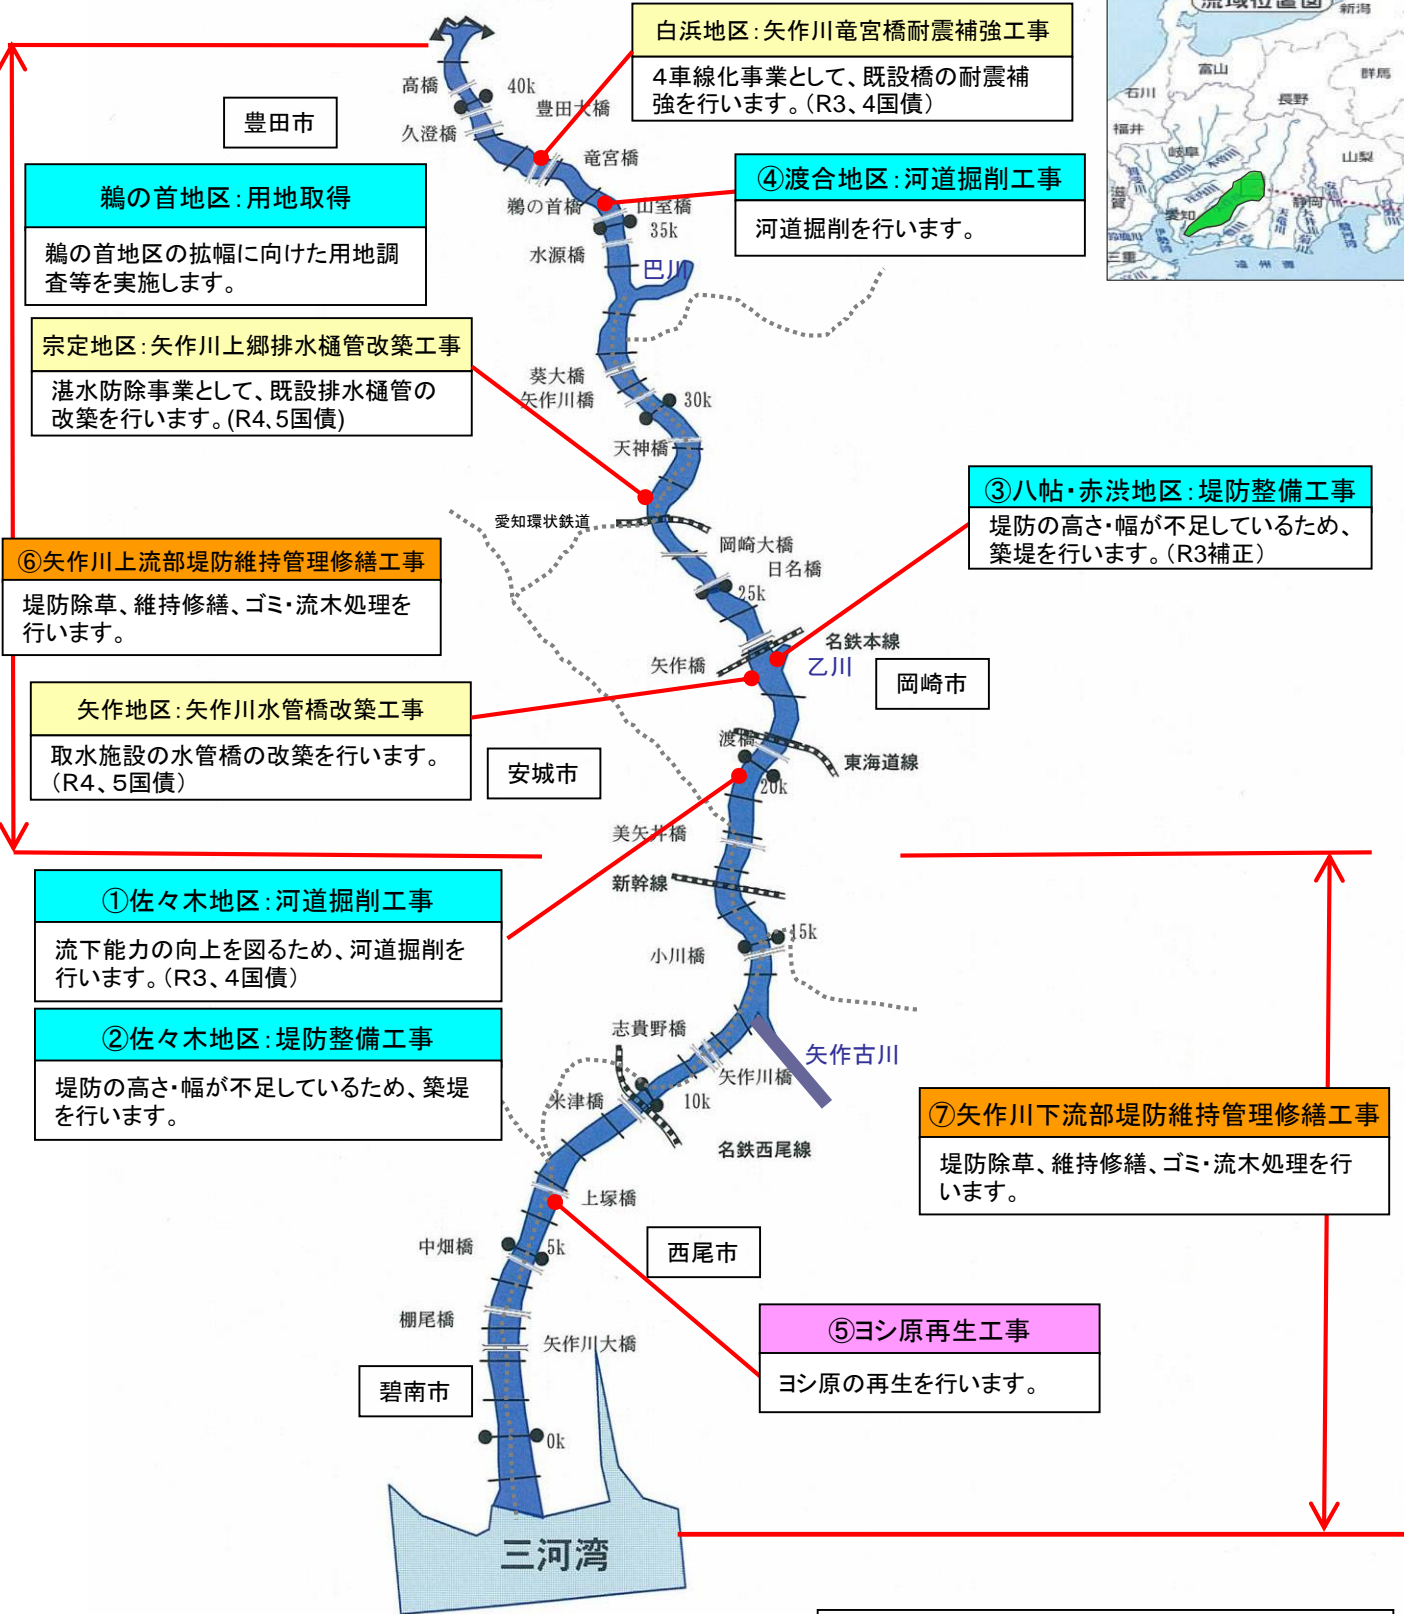 白浜地区：矢作川竜宮橋耐震補強工事
4車線化事業として、既設橋の耐震補
強を行います。（R3、4国債）
流域位置図
新潟
富山
群馬
石川
長野
福井
岐阜
山梨
滋賀
愛知
静岡
三重
遠州灘
高橋
40k
豊田大橋
久澄橋
豊田市
竜宮橋
鵜の首地区：用地取得
鵜の首地区の拡幅に向けた用地調
査等を実施します。
④渡合地区：河道掘削工事
河道掘削を行います。
鵜の首橋
山室橋
35k
水源橋
巴川
宗定地区：矢作川上郷排水樋管改築工事
湛水防除事業として、既設排水樋管の
改築を行います。(R4、5国債)
葵大橋
矢作川橋
30k
天神橋
愛知環状鉄道
③八帖・赤渋地区：堤防整備工事
堤防の高さ・幅が不足しているため、
築堤を行います。（R3補正）
岡崎大橋
日名橋
25k
⑥矢作川上流部堤防維持管理修繕工事
堤防除草、維持修繕、ゴミ・流木処理を
行います。
名鉄本線
矢作橋
乙川
岡崎市
矢作地区：矢作川水管橋改築工事
取水施設の水管橋の改築を行います。
（R4、5国債）
安城市
渡橋
東海道線
20k
美矢井橋
新幹線
①佐々木地区：河道掘削工事
流下能力の向上を図るため、河道掘削を
行います。（R3、4国債）
15k
小川橋
②佐々木地区：堤防整備工事
堤防の高さ・幅が不足しているため、築堤
を行います。
志貴野橋
矢作古川
矢作川橋
米津橋
10k
名鉄西尾線
⑦矢作川下流部堤防維持管理修繕工事
堤防除草、維持修繕、ゴミ・流木処理を行
います。
上塚橋
中畑橋
5k
西尾市
棚尾橋
矢作川大橋
⑤ヨシ原再生工事
ヨシ原の再生を行います。
碧南市
0k
三河湾